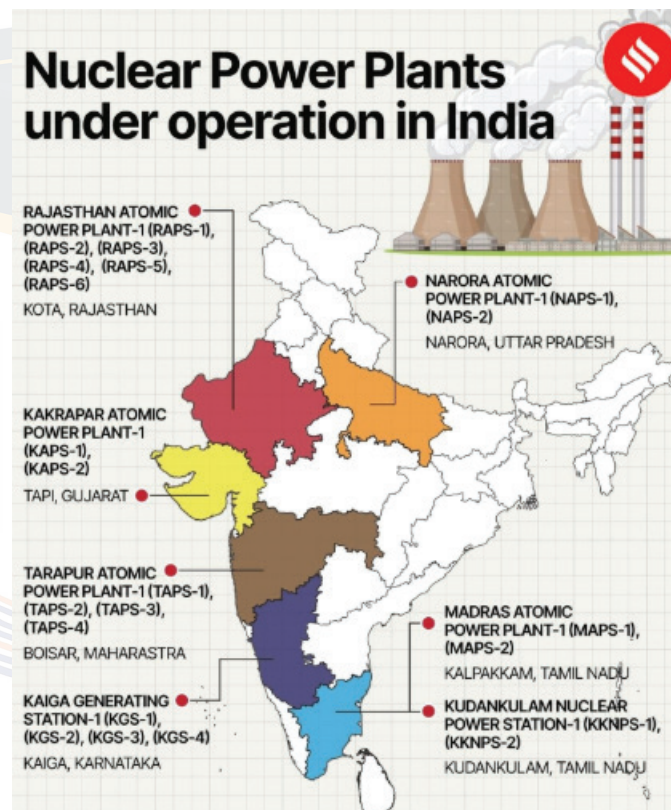 Nuclear Power Plants
under operation in India
RAJASTHAN ATOMIC
POWER PLANT-1 (RAPS-1),
(RAPS-2), (RAPS-3),
(RAPS-4), (RAPS-5),
(RAPS-6)
KOTA, RAJASTHAN
NARORA ATOMIC
POWER PLANT-1 (NAPS-1),
(NAPS-2)
NARORA, UTTAR PRADESH
KAKRAPAR ATOMIC
POWER PLANT-1
(KAPS-1),
(KAPS-2)
TAPI, GUJARAT
TARAPUR ATOMIC
POWER PLANT-1 (TAPS-1),
(TAPS-2), (TAPS-3),
(TAPS-4)
BOISAR, MAHARASTRA
MADRAS ATOMIC
POWER PLANT-1 (MAPS-1),
(MAPS-2)
KALPAKKAM, TAMIL NADU
KAIGA GENERATING
STATION-1 (KGS-1),
(KGS-2), (KGS-3), (KGS-4)
KAIGA, KARNATAKA
KUDANKULAM NUCLEAR
POWER STATION-1 (KKNPS-1),
(KKNPS-2)
KUDANKULAM, TAMIL NADU